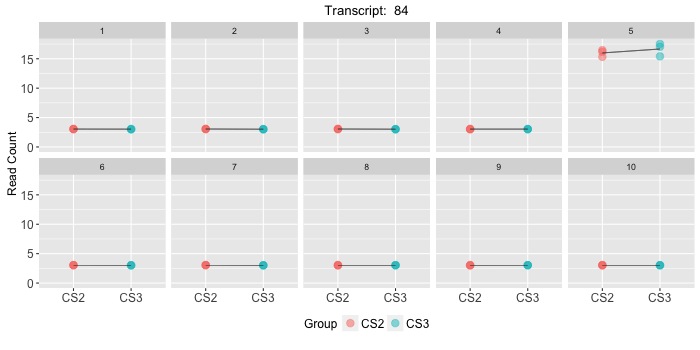 Transcript: 84
1 2 3 4 5
15
10
5
0
Read Count
6 7 8 9 10
15
10
5
0
CS2 CS3 CS2 CS3 CS2 CS3 CS2 CS3 CS2 CS3
Group CS2 CS3